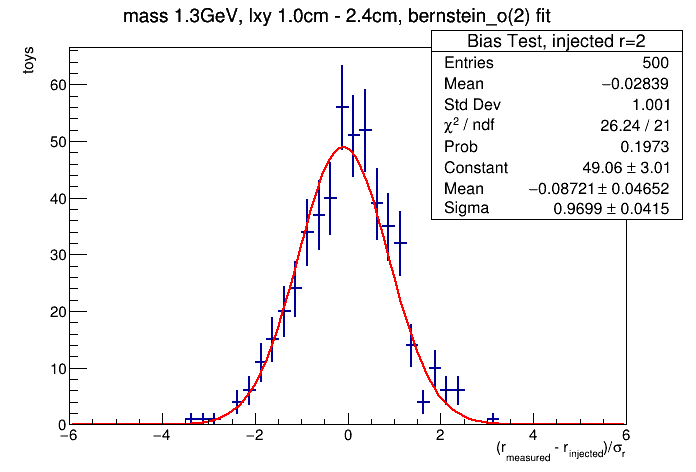 mass 1.3GeV, lxy 1.0cm - 2.4cm, bernstein_o(2) fit
Bias Test, injected r=2
Entries 500
Mean −0.02839
Std Dev 1.001
χ² / ndf 26.24 / 21
Prob 0.1973
Constant 49.06 ± 3.01
Mean −0.08721 ± 0.04652
Sigma 0.9699 ± 0.0415
toys
60
50
40
30
20
10
0
−6 −4 −2 0 2 4 6
(r_measured - r_injected)/σ_r